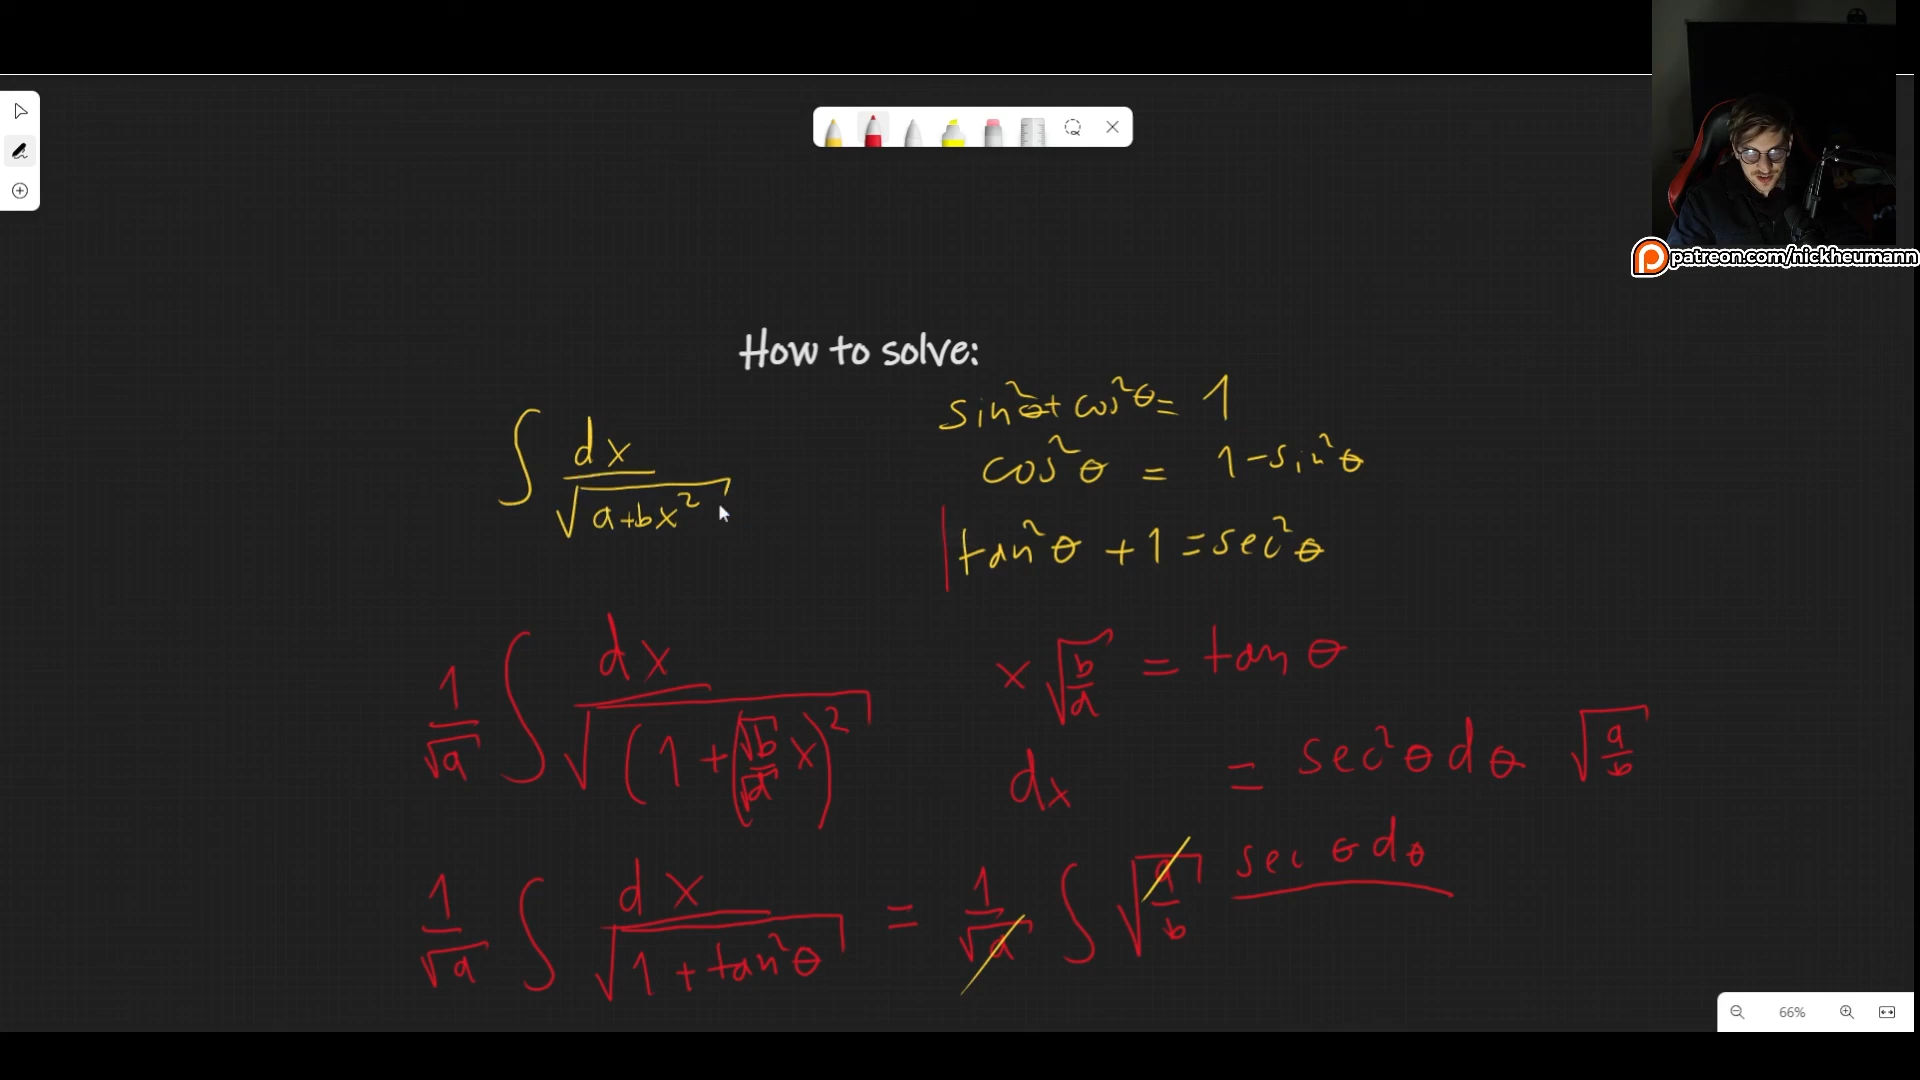 patreon.com/nickheumann
How to solve:
∫ dx / √(a+bx²)
sin²θ + cos²θ = 1
cos²θ = 1 - sin²θ
tan²θ + 1 = sec²θ
1/√a ∫ dx / √(1 + (√b/√a x)²
x √(b/a) = tan θ
dx = sec²θ dθ √(a/b)
1/√a ∫ dx / √(1 + tan²θ) = 1/√a ∫ √(a/b) sec θ dθ
66%